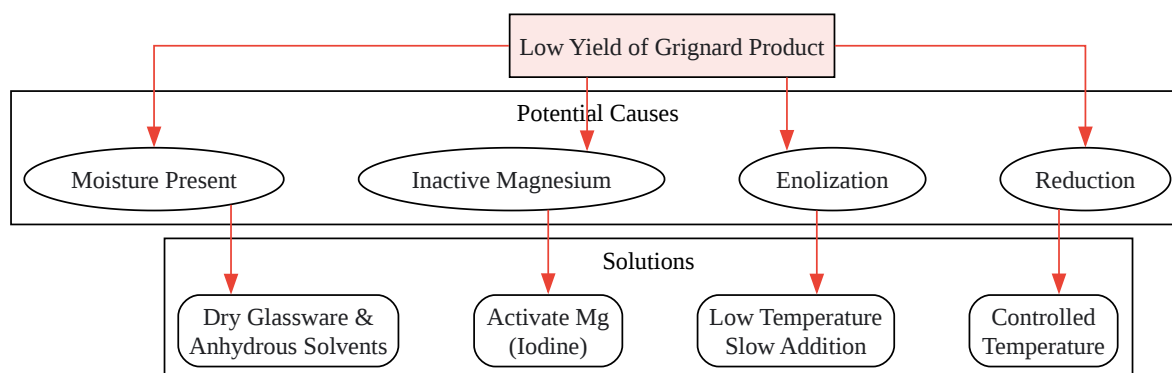 Low Yield of Grignard Product
Potential Causes
Moisture Present
Inactive Magnesium
Enolization
Reduction
Solutions
Dry Glassware &
Anhydrous Solvents
Activate Mg
(Iodine)
Low Temperature
Slow Addition
Controlled
Temperature